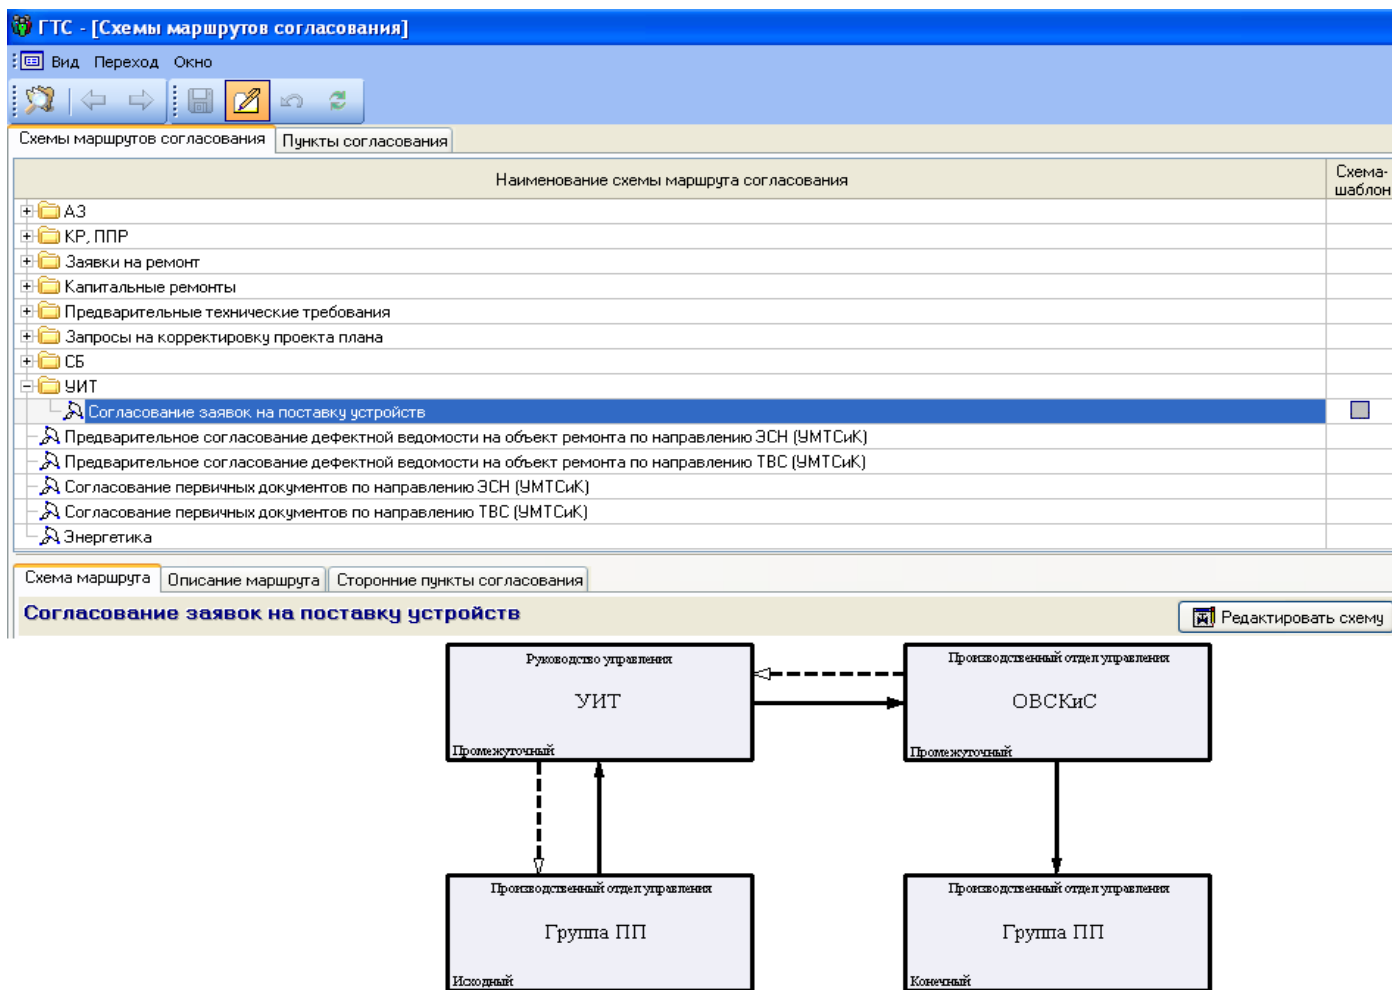 ГТС - [Схемы маршрутов согласования]
Вид Переход Окно
Схемы маршрутов согласования Пункты согласования
Наименование схемы маршрута согласования
Схема-
шаблон
АЗ
КР, ППР
Заявки на ремонт
Капитальные ремонты
Предварительные технические требования
Запросы на корректировку проекта плана
СБ
УИТ
Согласование заявок на поставку устройств
Предварительное согласование дефектной ведомости на объект ремонта по направлению ЭСН (УМТСиК)
Предварительное согласование дефектной ведомости на объект ремонта по направлению ТВС (УМТСиК)
Согласование первичных документов по направлению ЭСН (УМТСиК)
Согласование первичных документов по направлению ТВС (УМТСиК)
Энергетика
Схема маршрута Описание маршрута Сторонние пункты согласования
Согласование заявок на поставку устройств
Редактировать схему
Руководство управления
УИТ
Промежуточный
Производственный отдел управления
ОВСКиС
Промежуточный
Производственный отдел управления
Группа ПП
Исходный
Производственный отдел управления
Группа ПП
Конечный